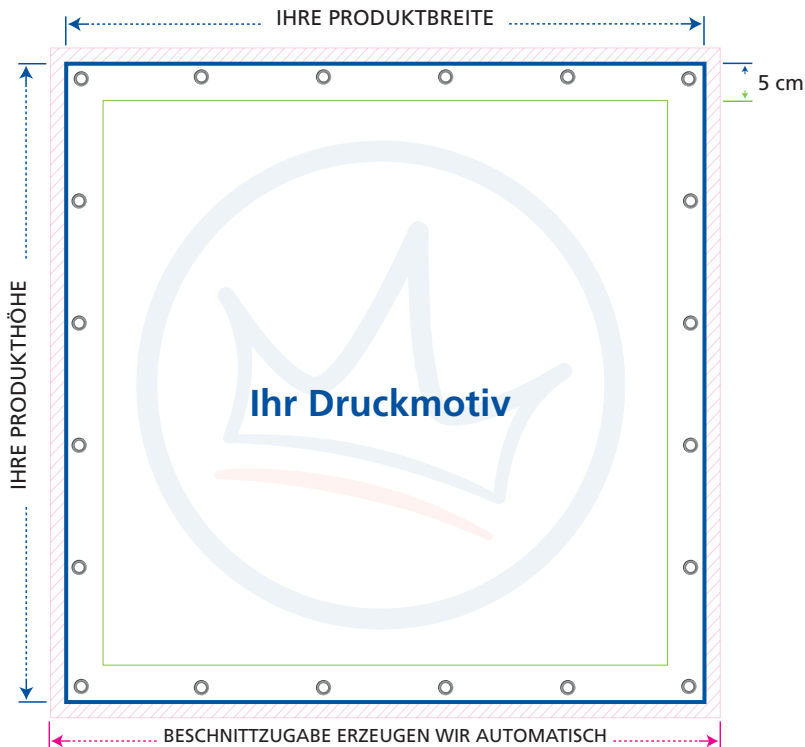 IHRE PRODUKTBREITE
5 cm
IHRE PRODUKTHÖHE
Ihr Druckmotiv
BESCHNITTZUGABE ERZEUGEN WIR AUTOMATISCH